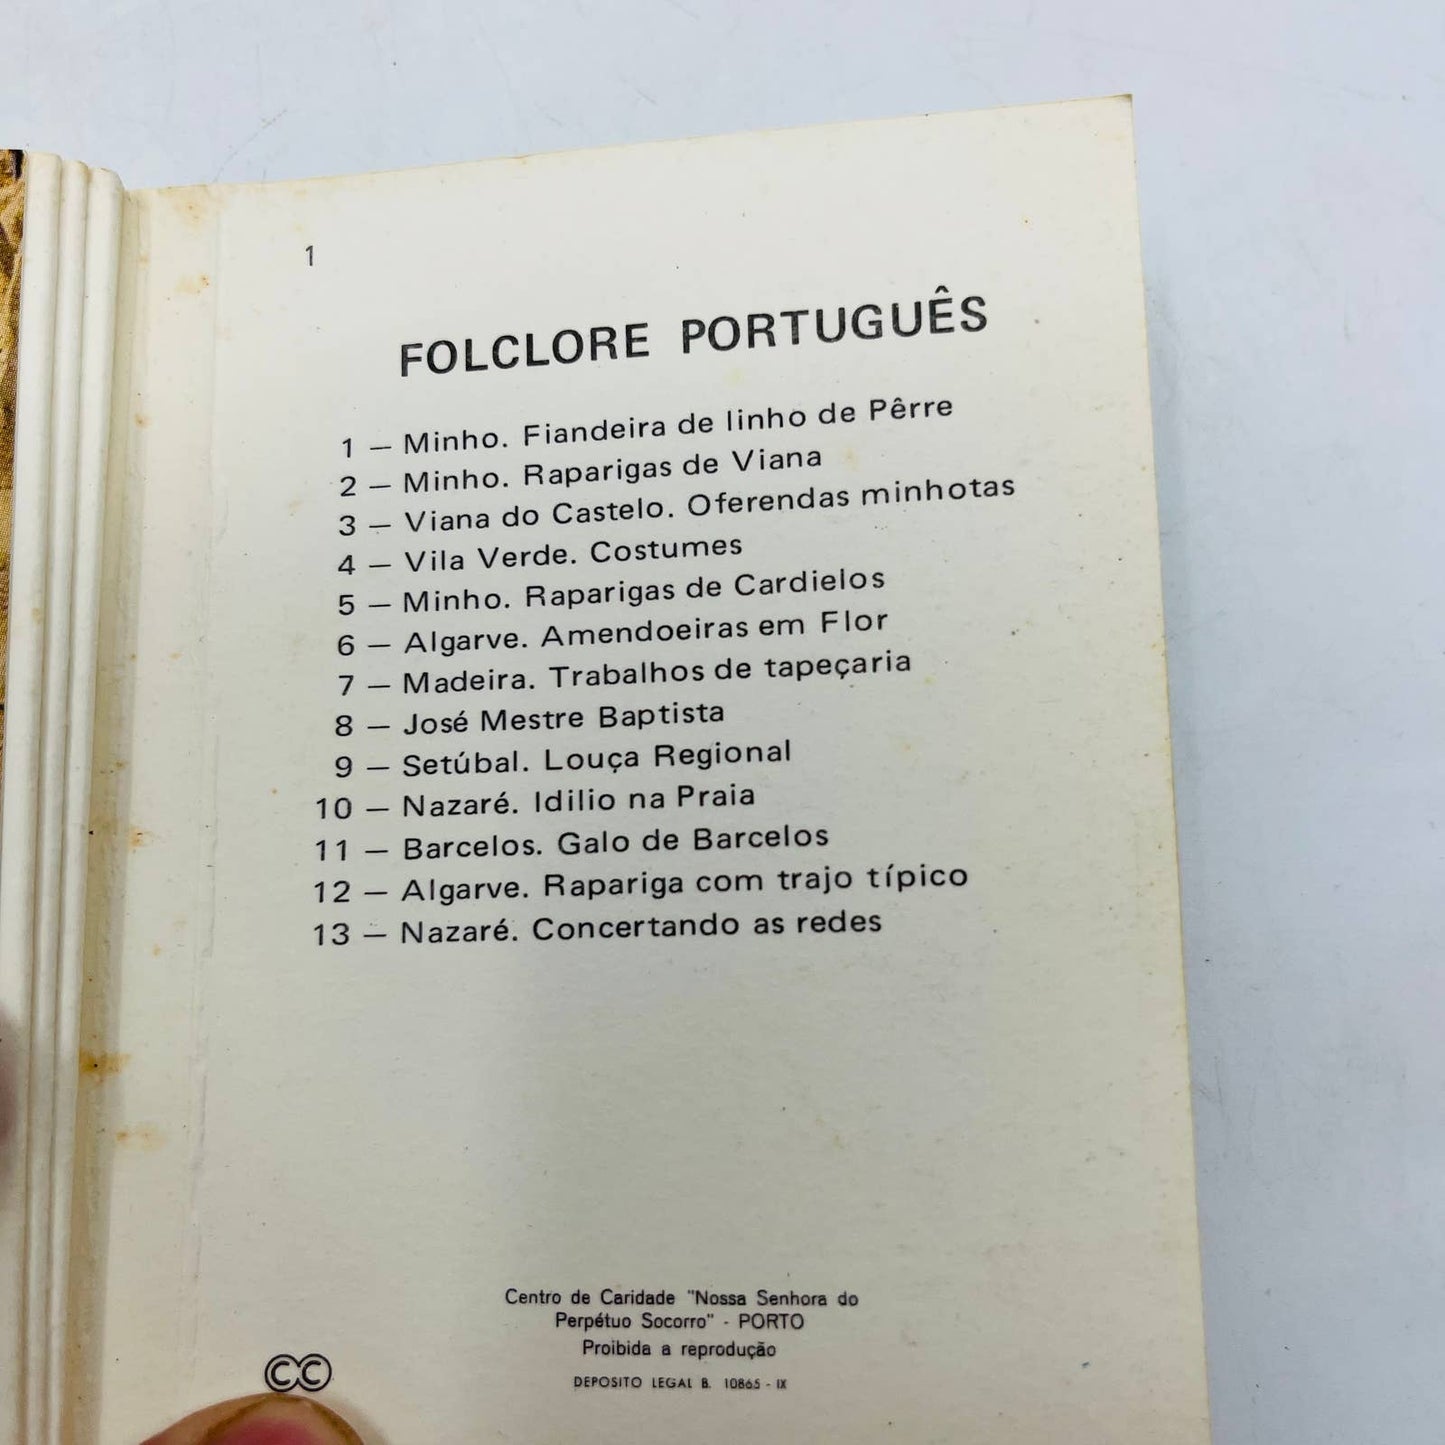 1
FOLCLORE PORTUGUÊS
1 — Minho. Fiandeira de linho de Pêrre
2 — Minho. Raparigas de Viana
3 — Viana do Castelo. Oferendas minhotas
4 — Vila Verde. Costumes
5 — Minho. Raparigas de Cardielos
6 — Algarve. Amendoeiras em Flor
7 — Madeira. Trabalhos de tapeçaria
8 — José Mestre Baptista
9 — Setúbal. Louça Regional
10 — Nazaré. Idilio na Praia
11 — Barcelos. Galo de Barcelos
12 — Algarve. Rapariga com trajo típico
13 — Nazaré. Concertando as redes
Centro de Caridade "Nossa Senhora do
Perpétuo Socorro" - PORTO
Proibida a reprodução
DEPOSITO LEGAL B. 10865 - IX
CC